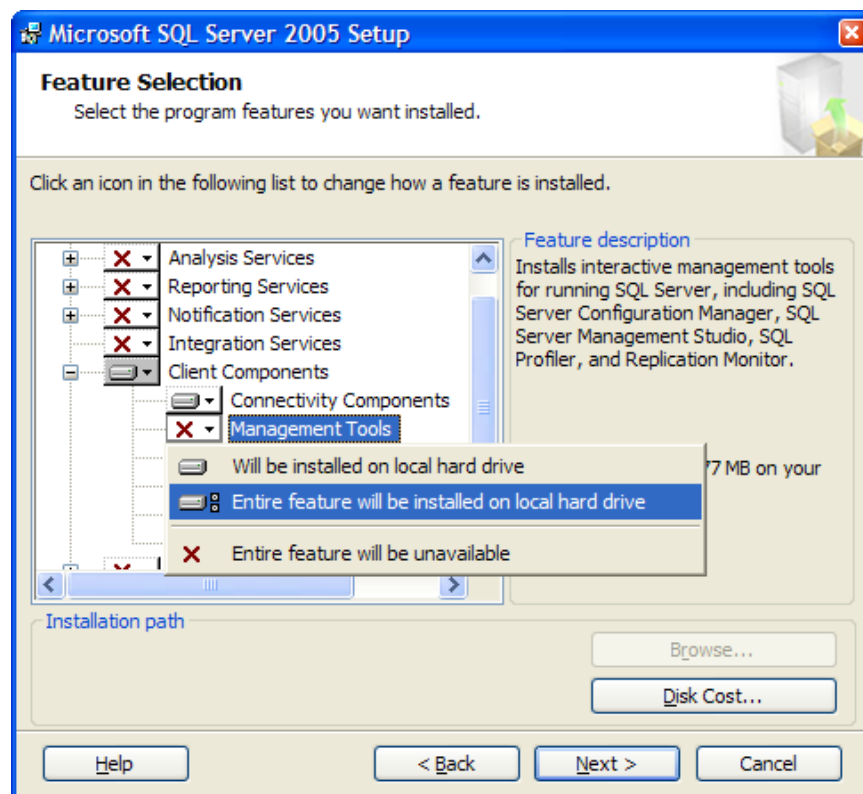 Microsoft SQL Server 2005 Setup
Feature Selection
Select the program features you want installed.
Click an icon in the following list to change how a feature is installed.
Analysis Services
Reporting Services
Notification Services
Integration Services
Client Components
Connectivity Components
Management Tools
Will be installed on local hard drive
Entire feature will be installed on local hard drive
Entire feature will be unavailable
Feature description
Installs interactive management tools
for running SQL Server, including SQL
Server Configuration Manager, SQL
Server Management Studio, SQL
Profiler, and Replication Monitor.
77 MB on your
Installation path
Browse...
Disk Cost...
Help
< Back
Next >
Cancel